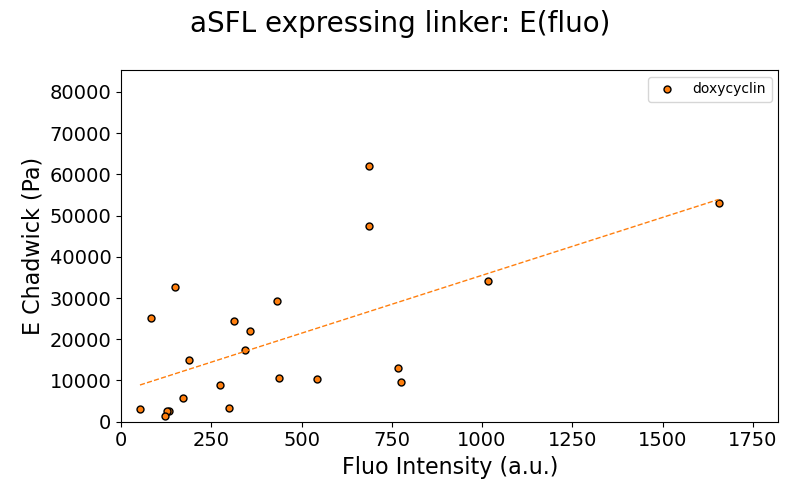 aSFL expressing linker: E(fluo)
doxycyclin
80000
70000
60000
50000
40000
30000
20000
10000
0
E Chadwick (Pa)
0 250 500 750 1000 1250 1500 1750
Fluo Intensity (a.u.)